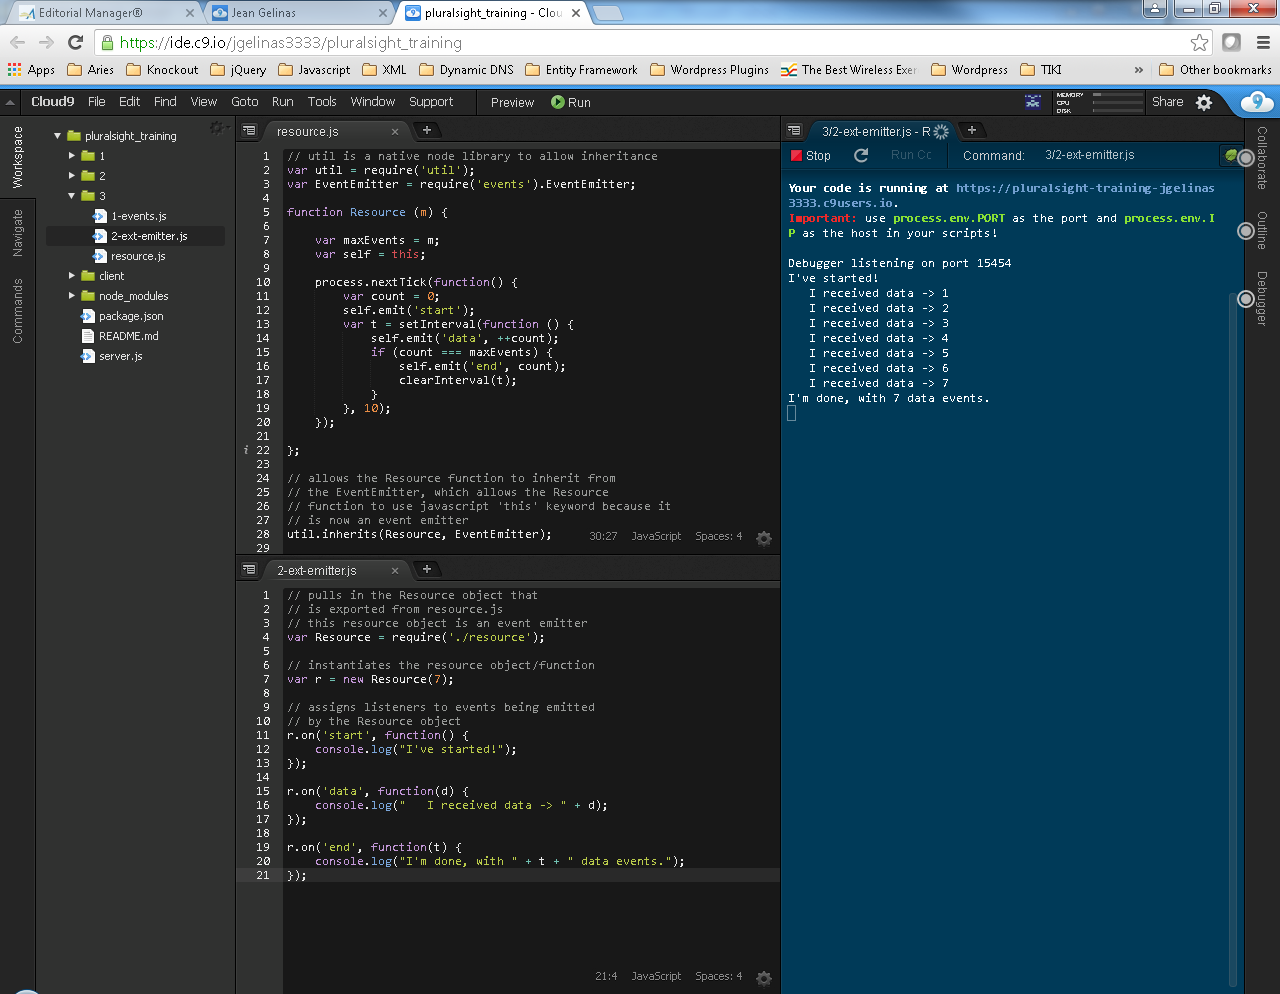 Editorial Manager®
Jean Gelinas
pluralsight_training - Clou
https://ide.c9.io/jgelinas3333/pluralsight_training
Apps Aries Knockout jQuery Javascript XML Dynamic DNS Entity Framework Wordpress Plugins The Best Wireless Exer Wordpress TIKI » Other bookmarks
Cloud9 File Edit Find View Goto Run Tools Window Support Preview Run MEMORY CPU DISK Share
Workspace
Navigate
Commands
pluralsight_training
1
2
3
1-events.js
2-ext-emitter.js
resource.js
client
node_modules
package.json
README.md
server.js
resource.js
1 // util is a native node library to allow inheritance
2 var util = require('util');
3 var EventEmitter = require('events').EventEmitter;
4
5 function Resource (m) {
6
7     var maxEvents = m;
8     var self = this;
9
10     process.nextTick(function() {
11         var count = 0;
12         self.emit('start');
13         var t = setInterval(function () {
14             self.emit('data', ++count);
15             if (count === maxEvents) {
16                 self.emit('end', count);
17                 clearInterval(t);
18             }
19         }, 10);
20     });
21
22 };
23
24 // allows the Resource function to inherit from
25 // the EventEmitter, which allows the Resource
26 // function to use javascript 'this' keyword because it
27 // is now an event emitter
28 util.inherits(Resource, EventEmitter);
29
30:27 JavaScript Spaces: 4
2-ext-emitter.js
1 // pulls in the Resource object that
2 // is exported from resource.js
3 // this resource object is an event emitter
4 var Resource = require('./resource');
5
6 // instantiates the resource object/function
7 var r = new Resource(7);
8
9 // assigns listeners to events being emitted
10 // by the Resource object
11 r.on('start', function() {
12     console.log("I've started!");
13 });
14
15 r.on('data', function(d) {
16     console.log("   I received data -> " + d);
17 });
18
19 r.on('end', function(t) {
20     console.log("I'm done, with " + t + " data events.");
21 });
21:4 JavaScript Spaces: 4
3/2-ext-emitter.js - R
Stop Run Cc Command: 3/2-ext-emitter.js
Your code is running at https://pluralsight-training-jgelinas
3333.c9users.io.
Important: use process.env.PORT as the port and process.env.I
P as the host in your scripts!
Debugger listening on port 15454
I've started!
   I received data -> 1
   I received data -> 2
   I received data -> 3
   I received data -> 4
   I received data -> 5
   I received data -> 6
   I received data -> 7
I'm done, with 7 data events.
Collaborate
Outline
Debugger